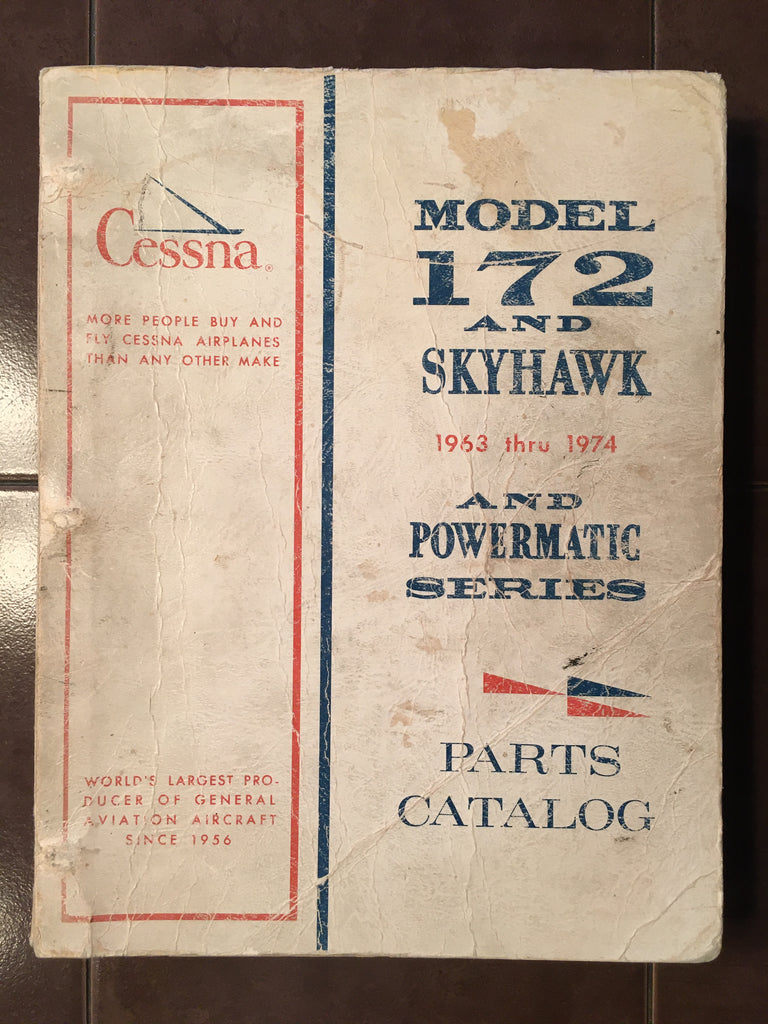 Cessna®
MORE PEOPLE BUY AND
FLY CESSNA AIRPLANES
THAN ANY OTHER MAKE
WORLD'S LARGEST PRO-
DUCER OF GENERAL
AVIATION AIRCRAFT
SINCE 1956
MODEL
172
AND
SKYHAWK
1963 thru 1974
AND
POWERMATIC
SERIES
PARTS
CATALOG